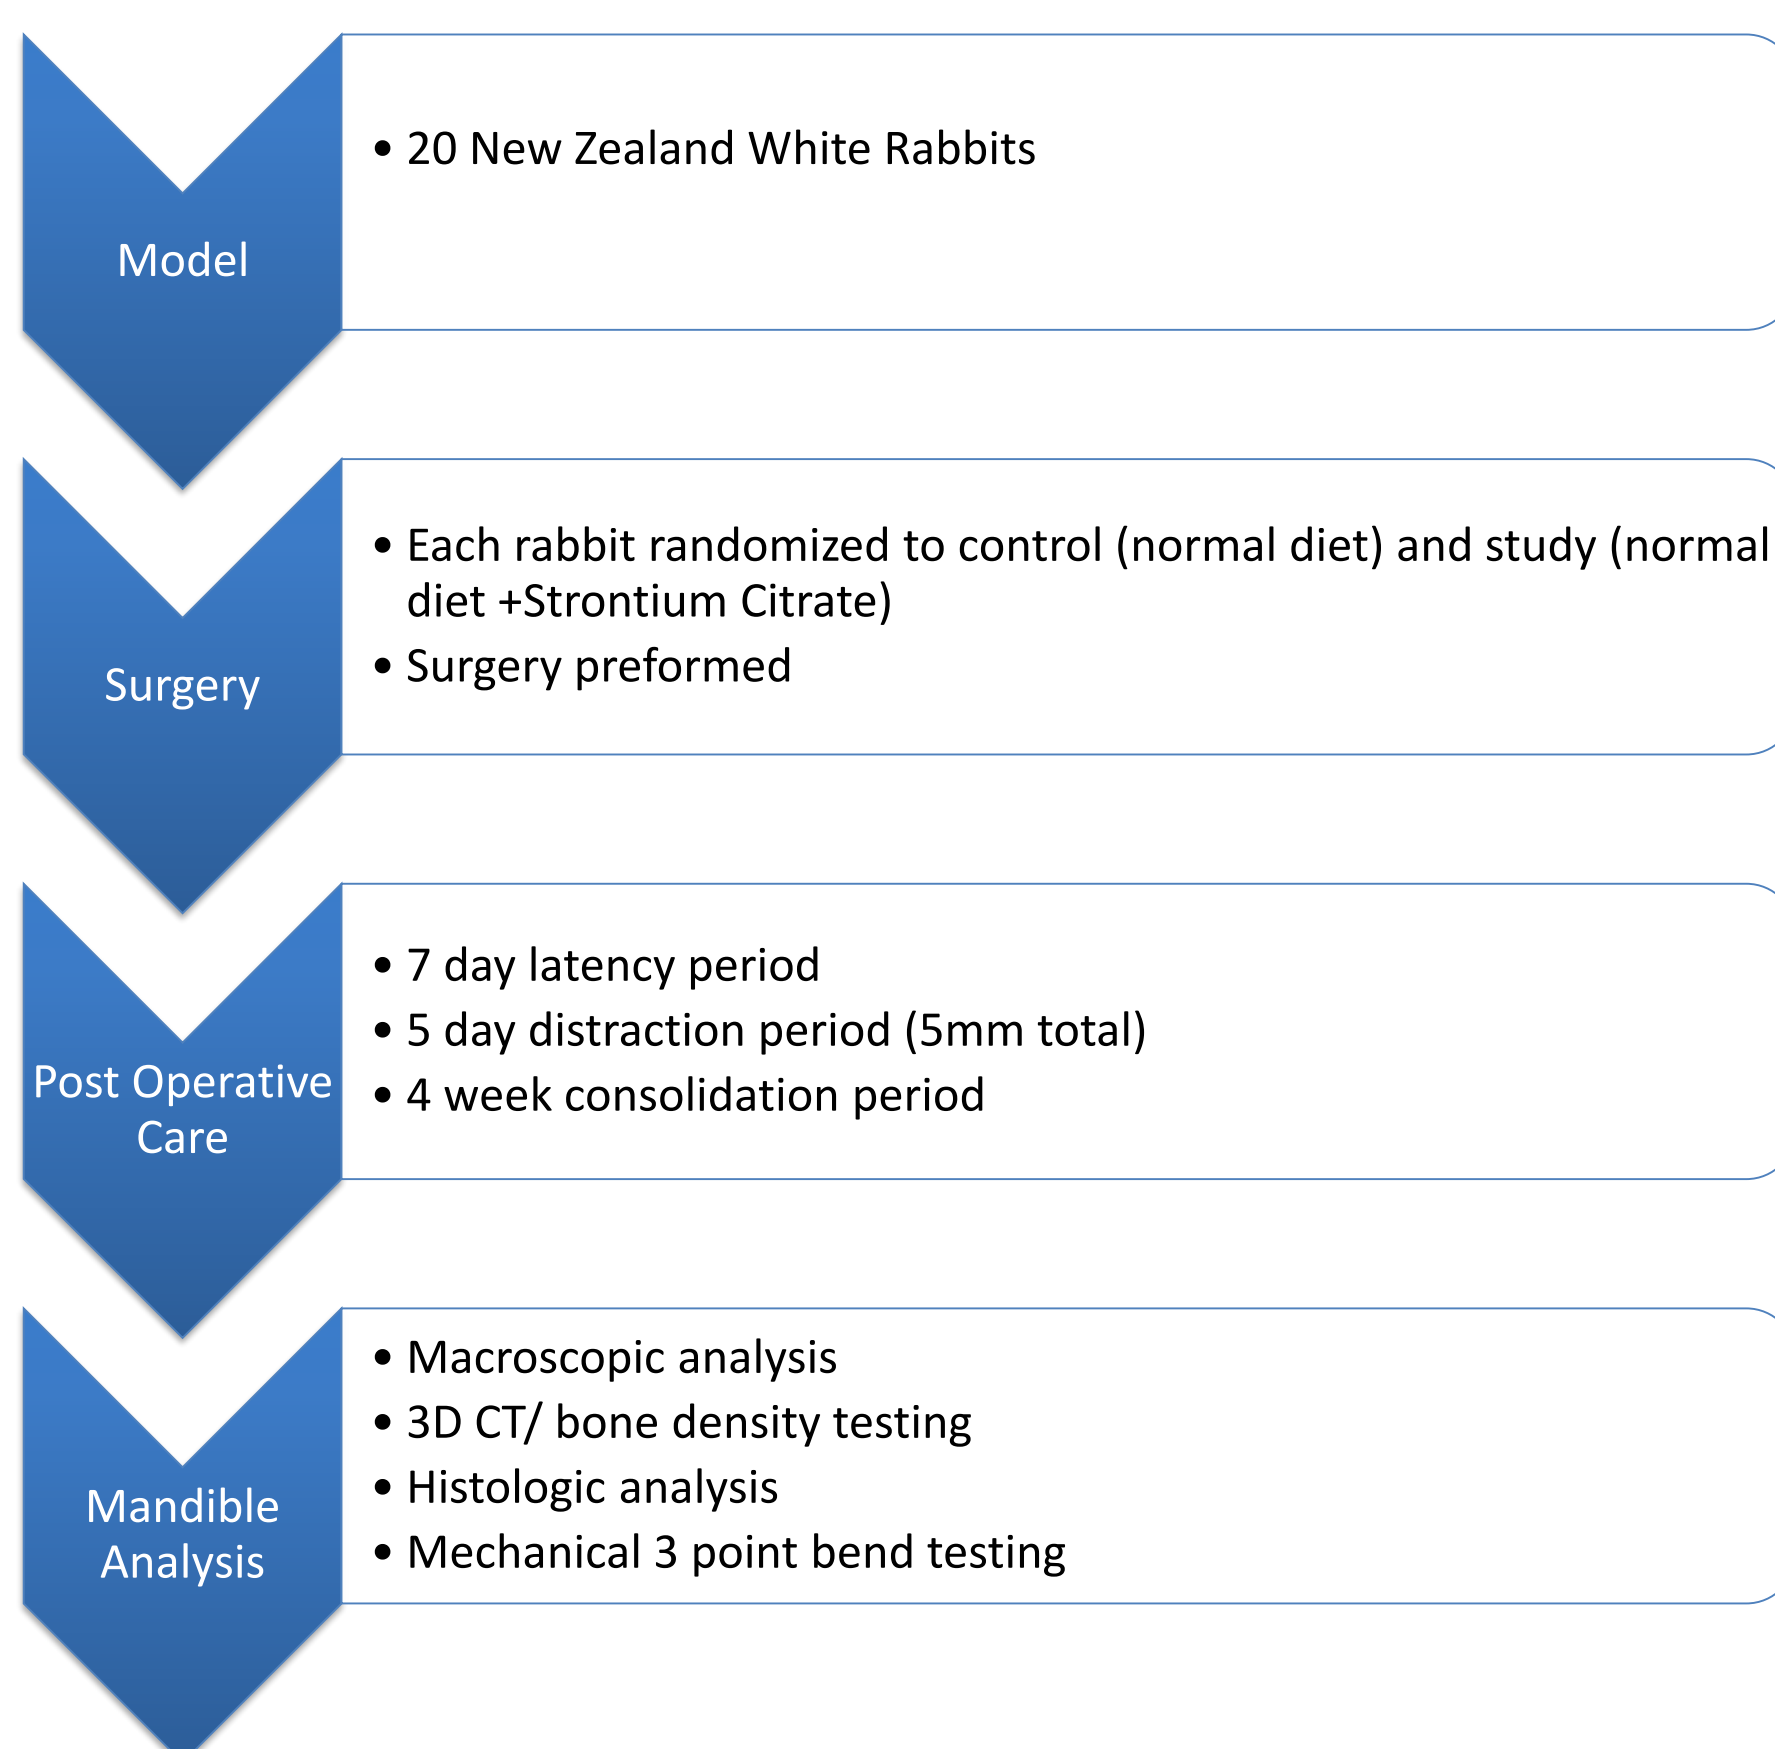 Model
• 20 New Zealand White Rabbits
Surgery
• Each rabbit randomized to control (normal diet) and study (normal
diet +Strontium Citrate)
• Surgery preformed
Post Operative
Care
• 7 day latency period
• 5 day distraction period (5mm total)
• 4 week consolidation period
Mandible
Analysis
• Macroscopic analysis
• 3D CT/ bone density testing
• Histologic analysis
• Mechanical 3 point bend testing